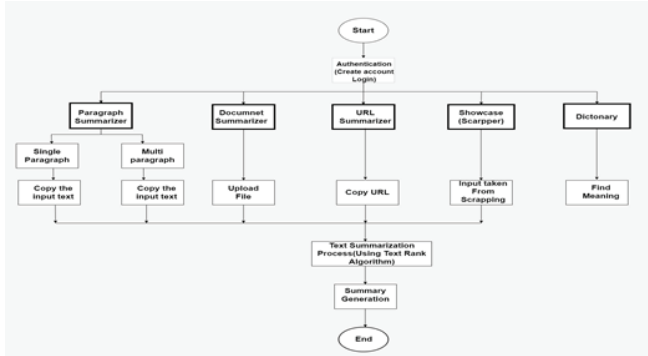 Start
Authentication
(Create account
Login)
Paragraph
Summarizer
Documnet
Summarizer
URL
Summarizer
Showcase
(Scarpper)
Dictonary
Single
Paragraph
Multi
paragraph
Copy the
input text
Copy the
input text
Upload
File
Copy URL
Input taken
From
Scrapping
Find
Meaning
Text Summarization
Process(Using Text Rank
Algorithm)
Summary
Generation
End